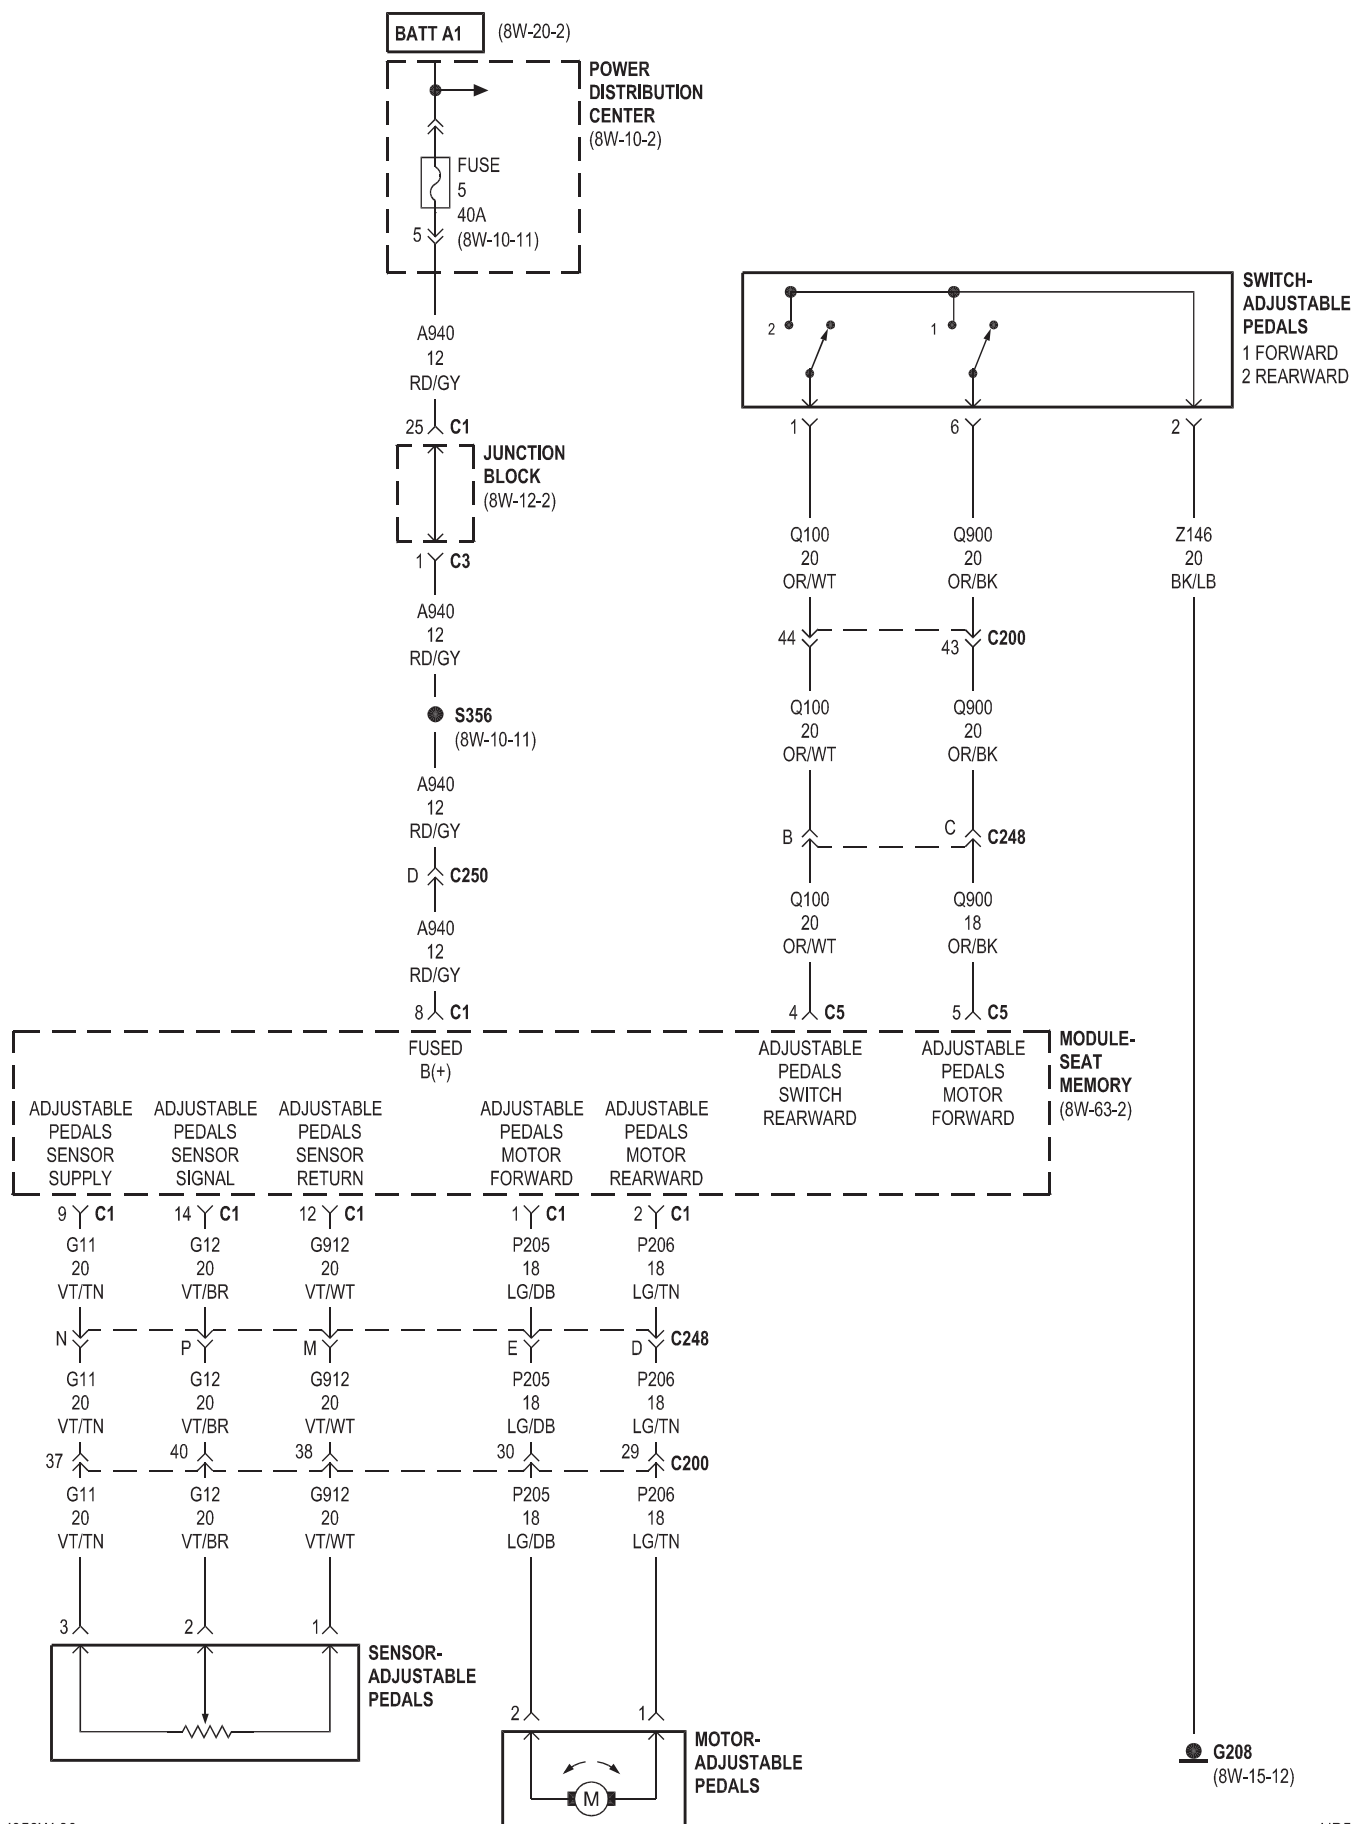 BATT A1 (8W-20-2)
POWER
DISTRIBUTION
CENTER
(8W-10-2)
FUSE
5
40A
(8W-10-11)
5
A940
12
RD/GY
25 C1
JUNCTION
BLOCK
(8W-12-2)
1 C3
A940
12
RD/GY
S356
(8W-10-11)
A940
12
RD/GY
D C250
A940
12
RD/GY
8 C1
SWITCH-
ADJUSTABLE
PEDALS
1 FORWARD
2 REARWARD
2 1
1 6 2
Q100 Q900 Z146
20 20 20
OR/WT OR/BK BK/LB
44 43 C200
Q100 Q900
20 20
OR/WT OR/BK
B C C248
Q100 Q900
20 18
OR/WT OR/BK
4 C5 5 C5
MODULE-
SEAT
MEMORY
(8W-63-2)
FUSED
B(+)
ADJUSTABLE
PEDALS
SWITCH
REARWARD
ADJUSTABLE
PEDALS
MOTOR
FORWARD
ADJUSTABLE
PEDALS
SENSOR
SUPPLY
ADJUSTABLE
PEDALS
SENSOR
SIGNAL
ADJUSTABLE
PEDALS
SENSOR
RETURN
ADJUSTABLE
PEDALS
MOTOR
FORWARD
ADJUSTABLE
PEDALS
MOTOR
REARWARD
9 C1 14 C1 12 C1 1 C1 2 C1
G11 G12 G912 P205 P206
20 20 20 18 18
VT/TN VT/BR VT/WT LG/DB LG/TN
N P M E D C248
G11 G12 G912 P205 P206
20 20 20 18 18
VT/TN VT/BR VT/WT LG/DB LG/TN
37 40 38 30 29 C200
G11 G12 G912 P205 P206
20 20 20 18 18
VT/TN VT/BR VT/WT LG/DB LG/TN
3 2 1
SENSOR-
ADJUSTABLE
PEDALS
2 1
MOTOR-
ADJUSTABLE
PEDALS
M
G208
(8W-15-12)